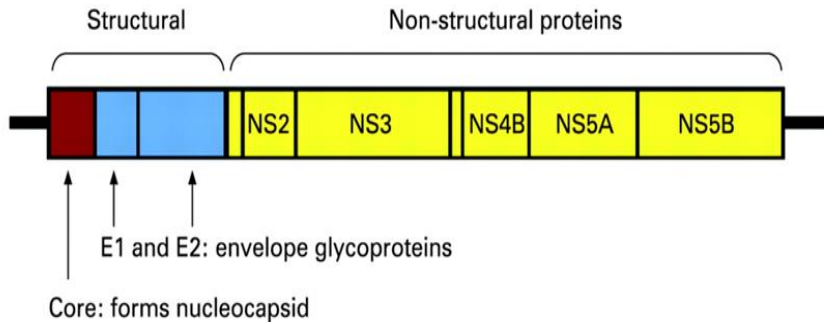 Structural
Non-structural proteins
NS2
NS3
NS4B
NS5A
NS5B
E1 and E2: envelope glycoproteins
Core: forms nucleocapsid